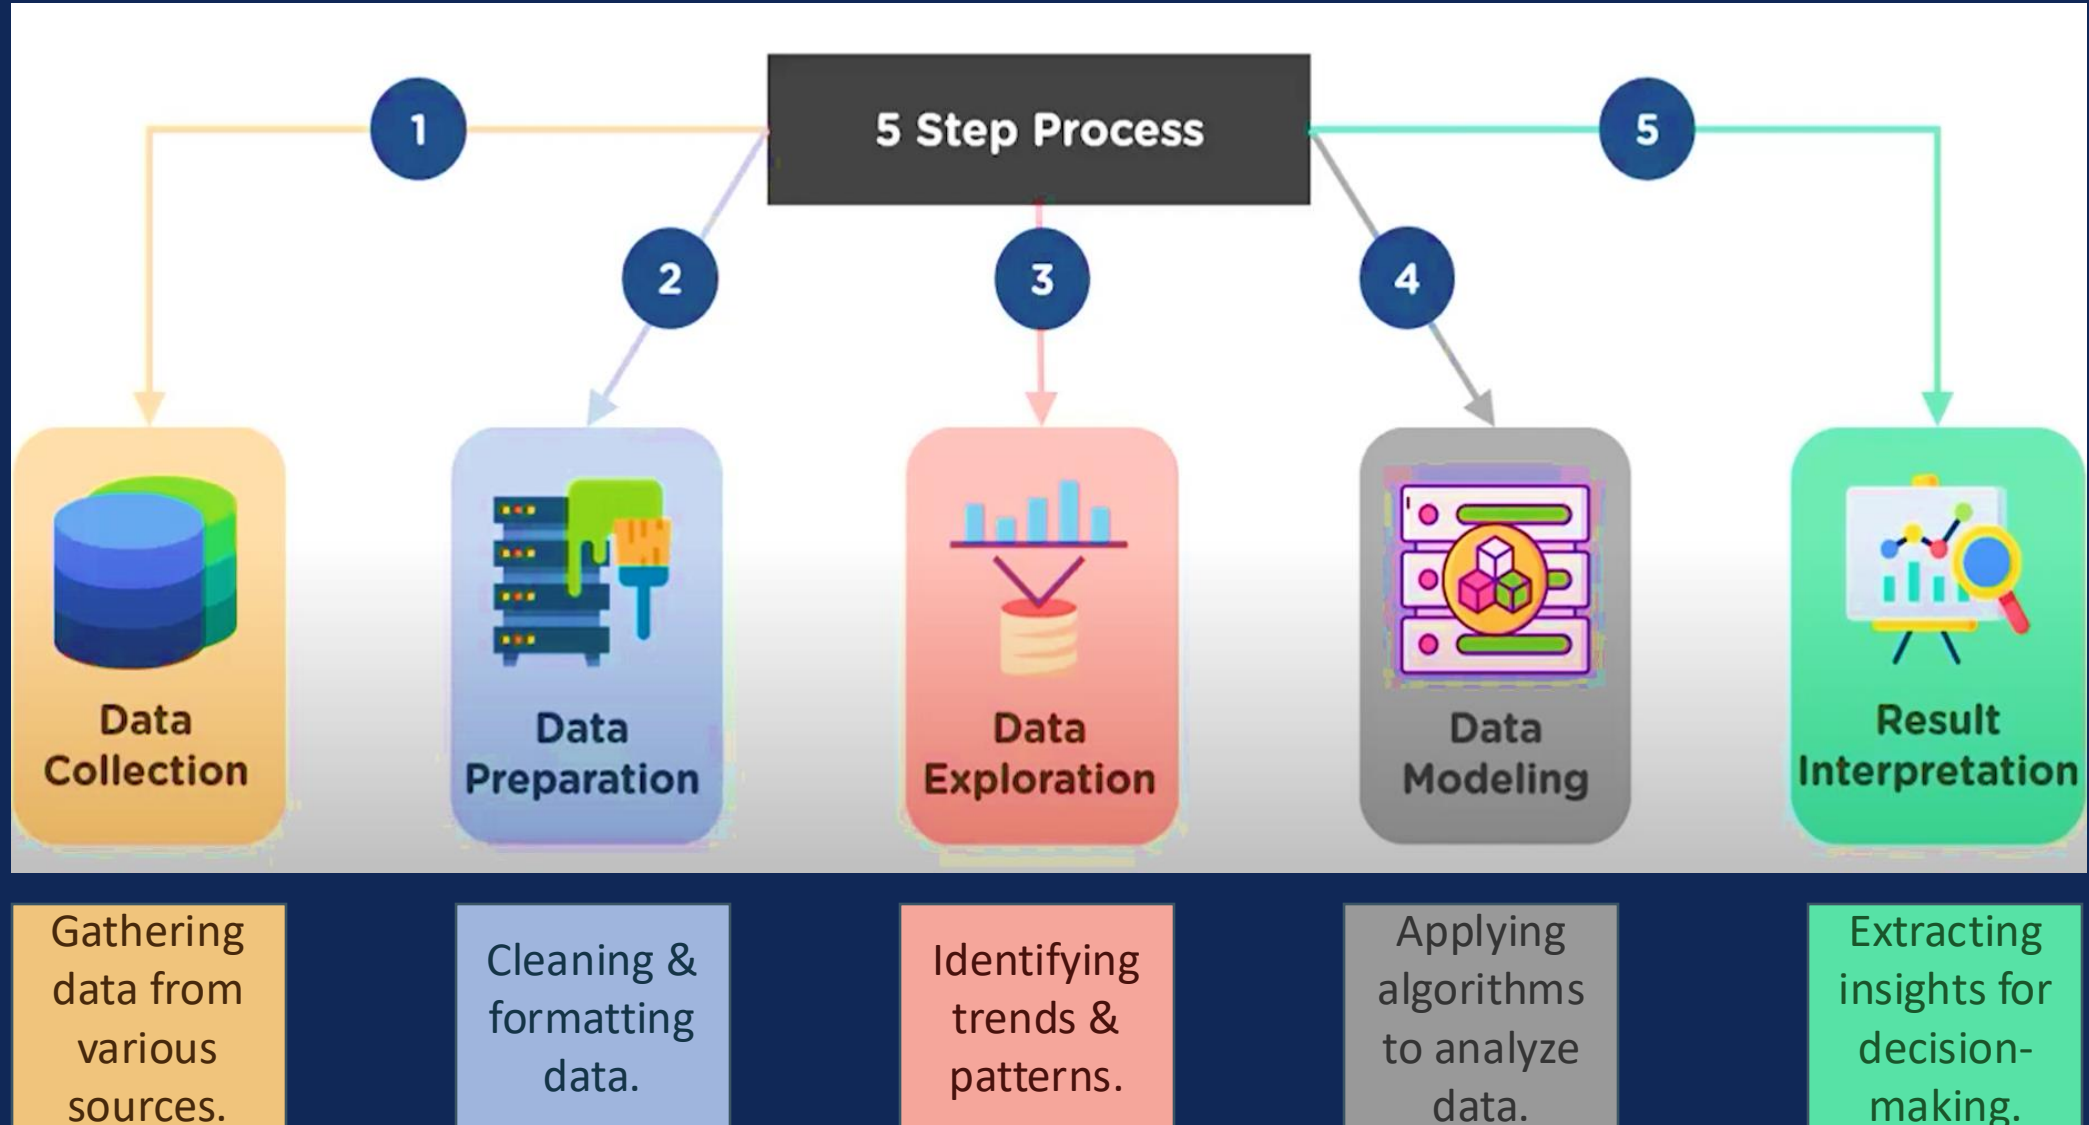 5 Step Process
1
2
3
4
5
Data
Collection
Data
Preparation
Data
Exploration
Data
Modeling
Result
Interpretation
Gathering
data from
various
sources.
Cleaning &
formatting
data.
Identifying
trends &
patterns.
Applying
algorithms
to analyze
data.
Extracting
insights for
decision-
making.